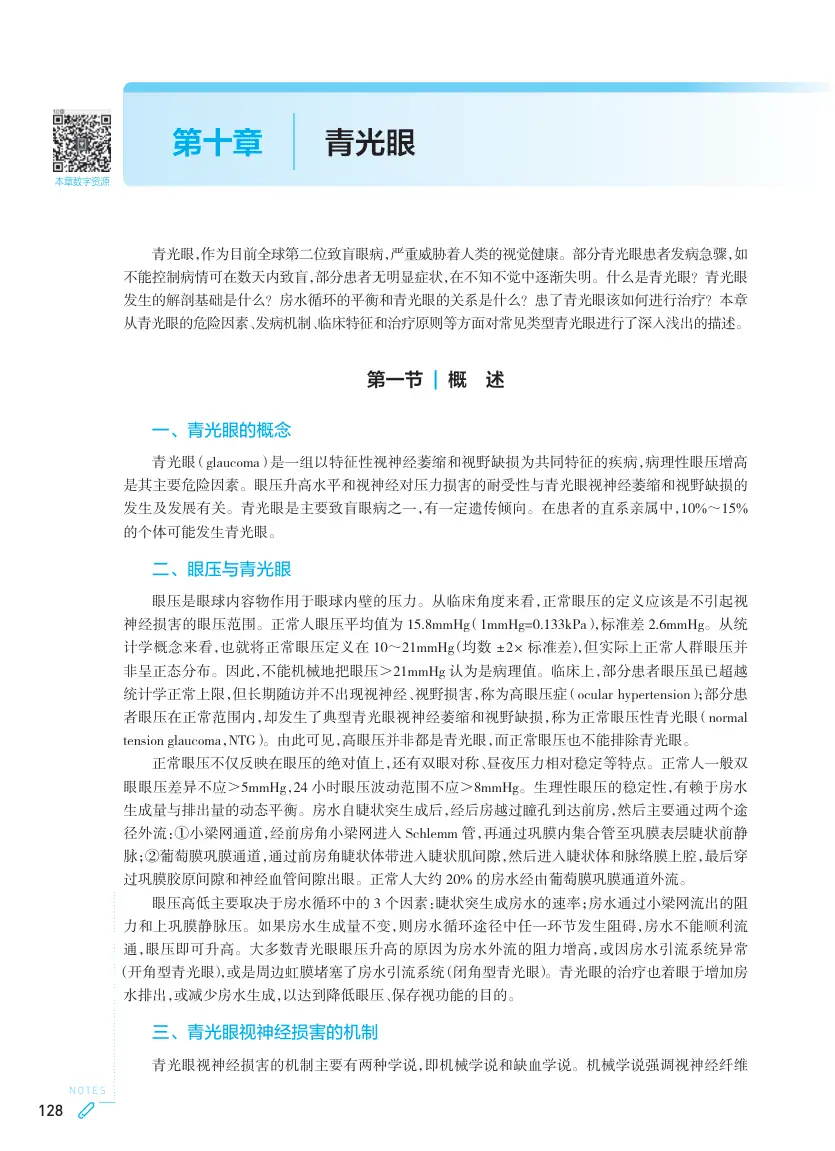 10章
本章数字资源
第十章
青光眼
青光眼,作为目前全球第二位致盲眼病,严重威胁着人类的视觉健康。部分青光眼患者发病急骤,如
不能控制病情可在数天内致盲,部分患者无明显症状,在不知不觉中逐渐失明。什么是青光眼?青光眼
发生的解剖基础是什么?房水循环的平衡和青光眼的关系是什么?患了青光眼该如何进行治疗?本章
从青光眼的危险因素、发病机制、临床特征和治疗原则等方面对常见类型青光眼进行了深入浅出的描述。
第一节 | 概 述
一、青光眼的概念
青光眼(glaucoma)是一组以特征性视神经萎缩和视野缺损为共同特征的疾病,病理性眼压增高
是其主要危险因素。眼压升高水平和视神经对压力损害的耐受性与青光眼视神经萎缩和视野缺损的
发生及发展有关。青光眼是主要致盲眼病之一,有一定遗传倾向。在患者的直系亲属中,10%~15%
的个体可能发生青光眼。
二、眼压与青光眼
眼压是眼球内容物作用于眼球内壁的压力。从临床角度来看,正常眼压的定义应该是不引起视
神经损害的眼压范围。正常人眼压平均值为 15.8mmHg(1mmHg=0.133kPa),标准差 2.6mmHg。从统
计学概念来看,也就将正常眼压定义在 10~21mmHg(均数 ±2× 标准差),但实际上正常人群眼压并
非呈正态分布。因此,不能机械地把眼压>21mmHg 认为是病理值。临床上,部分患者眼压虽已超越
统计学正常上限,但长期随访并不出现视神经、视野损害,称为高眼压症(ocular hypertension);部分患
者眼压在正常范围内,却发生了典型青光眼视神经萎缩和视野缺损,称为正常眼压性青光眼(normal
tension glaucoma,NTG)。由此可见,高眼压并非都是青光眼,而正常眼压也不能排除青光眼。
正常眼压不仅反映在眼压的绝对值上,还有双眼对称、昼夜压力相对稳定等特点。正常人一般双
眼眼压差异不应>5mmHg,24 小时眼压波动范围不应>8mmHg。生理性眼压的稳定性,有赖于房水
生成量与排出量的动态平衡。房水自睫状突生成后,经后房越过瞳孔到达前房,然后主要通过两个途
径外流:①小梁网通道,经前房角小梁网进入 Schlemm 管,再通过巩膜内集合管至巩膜表层睫状前静
脉;②葡萄膜巩膜通道,通过前房角睫状体带进入睫状肌间隙,然后进入睫状体和脉络膜上腔,最后穿
过巩膜胶原间隙和神经血管间隙出眼。正常人大约 20% 的房水经由葡萄膜巩膜通道外流。
眼压高低主要取决于房水循环中的 3 个因素:睫状突生成房水的速率;房水通过小梁网流出的阻
力和上巩膜静脉压。如果房水生成量不变,则房水循环途径中任一环节发生阻碍,房水不能顺利流
通,眼压即可升高。大多数青光眼眼压升高的原因为房水外流的阻力增高,或因房水引流系统异常
(开角型青光眼),或是周边虹膜堵塞了房水引流系统(闭角型青光眼)。青光眼的治疗也着眼于增加房
水排出,或减少房水生成,以达到降低眼压、保存视功能的目的。
三、青光眼视神经损害的机制
青光眼视神经损害的机制主要有两种学说,即机械学说和缺血学说。机械学说强调视神经纤维
NOTES
128